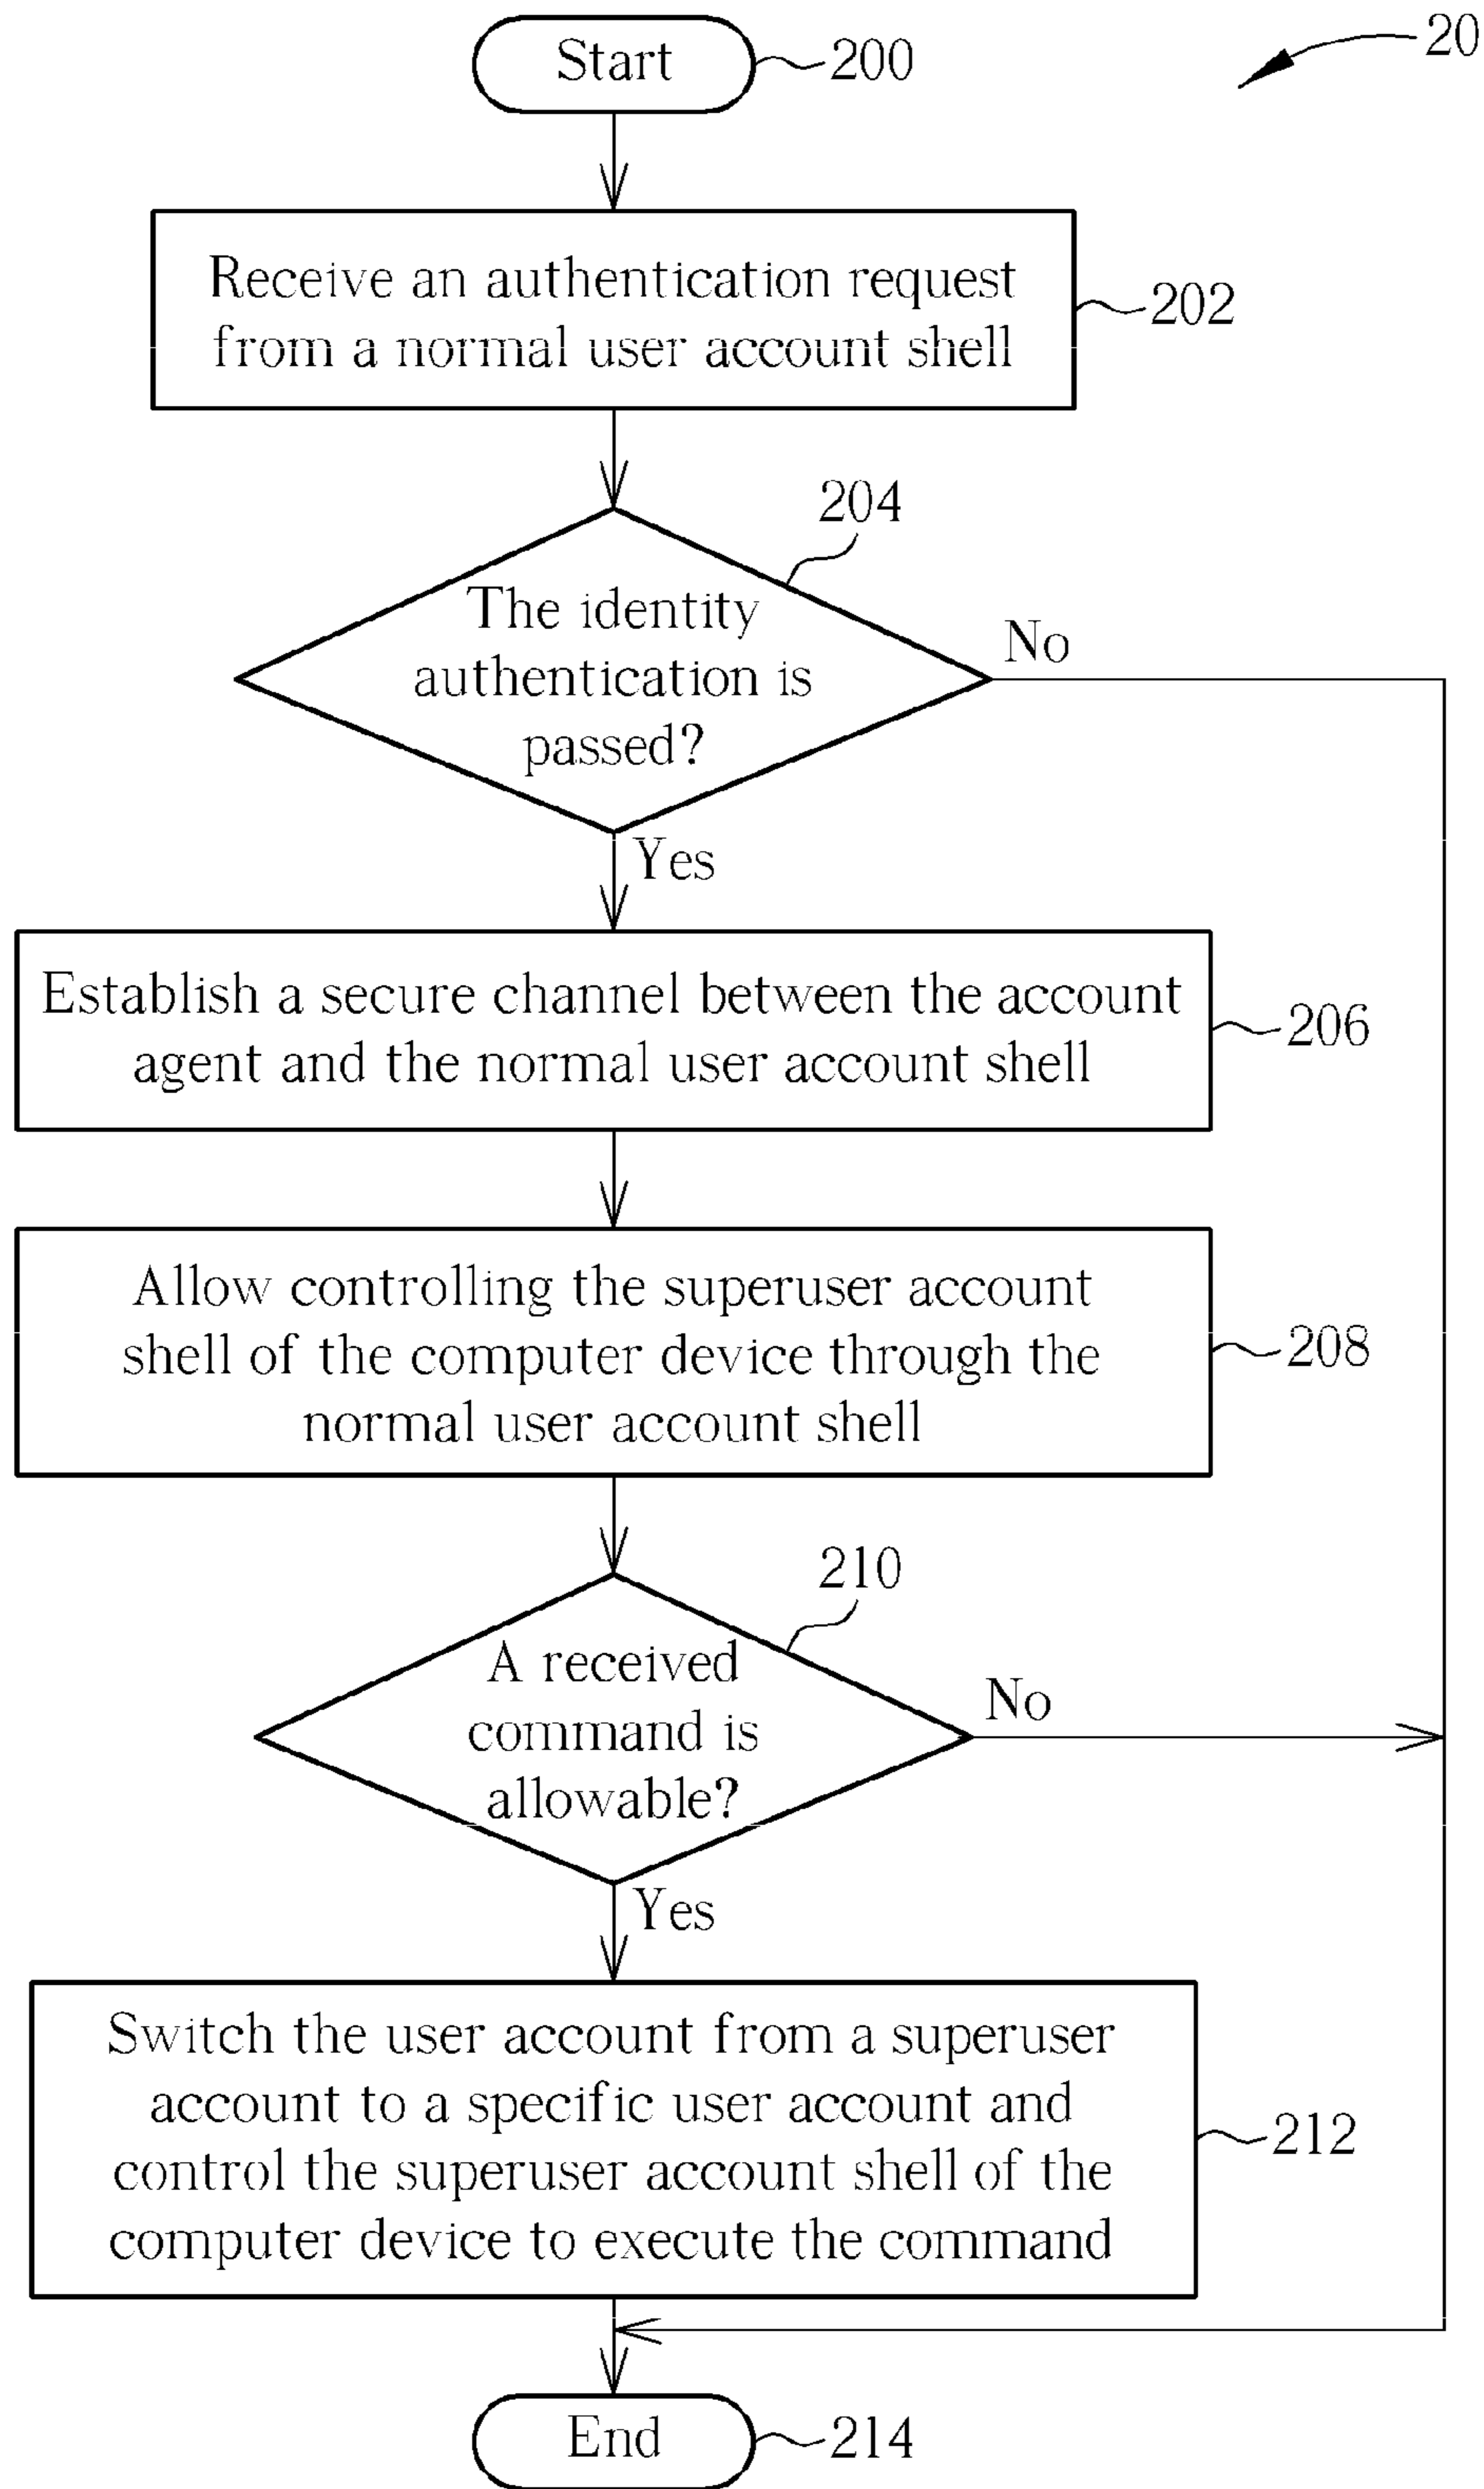 Start
200
20
Receive an authentication request
from a normal user account shell
202
204
The identity
authentication is
passed?
No
Yes
Establish a secure channel between the account
agent and the normal user account shell
206
Allow controlling the superuser account
shell of the computer device through the
normal user account shell
208
210
A received
command is
allowable?
No
Yes
Switch the user account from a superuser
account to a specific user account and
control the superuser account shell of the
computer device to execute the command
212
End
214